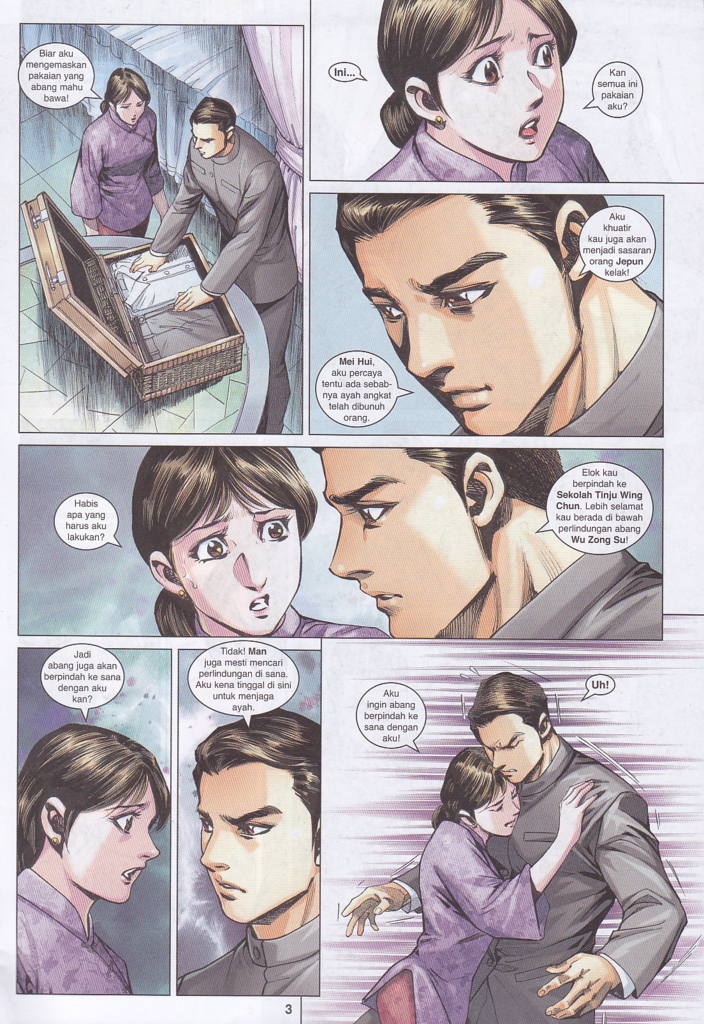 Biar aku
mengemaskan
pakaian yang
abang mahu
bawa!
Ini...
Kan
semua ini
pakaian
aku?
Aku
khuatir
kau juga akan
menjadi sasaran
orang Jepun
kelak!
Mei Hui,
aku percaya
tentu ada sebab-
nya ayah angkat
telah dibunuh
orang.
Habis
apa yang
harus aku
lakukan?
Elok kau
berpindah ke
Sekolah Tinju Wing
Chun. Lebih selamat
kau berada di bawah
perlindungan abang
Wu Zong Su!
Jadi
abang juga akan
berpindah ke sana
dengan aku
kan?
Tidak! Man
juga mesti mencari
perlindungan di sana.
Aku kena tinggal di sini
untuk menjaga
ayah.
Aku
ingin abang
berpindah ke
sana dengan
aku!
Uh!
3